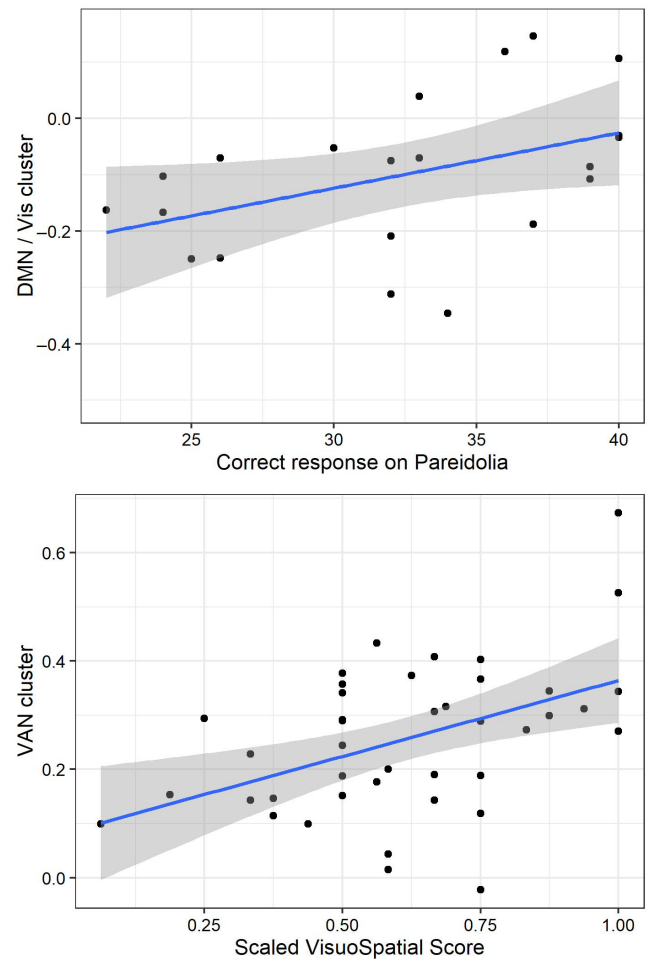 DMN / Vis cluster
0.0
−0.2
−0.4
25 30 35 40
Correct response on Pareidolia
VAN cluster
0.6
0.4
0.2
0.0
0.25 0.50 0.75 1.00
Scaled VisuoSpatial Score